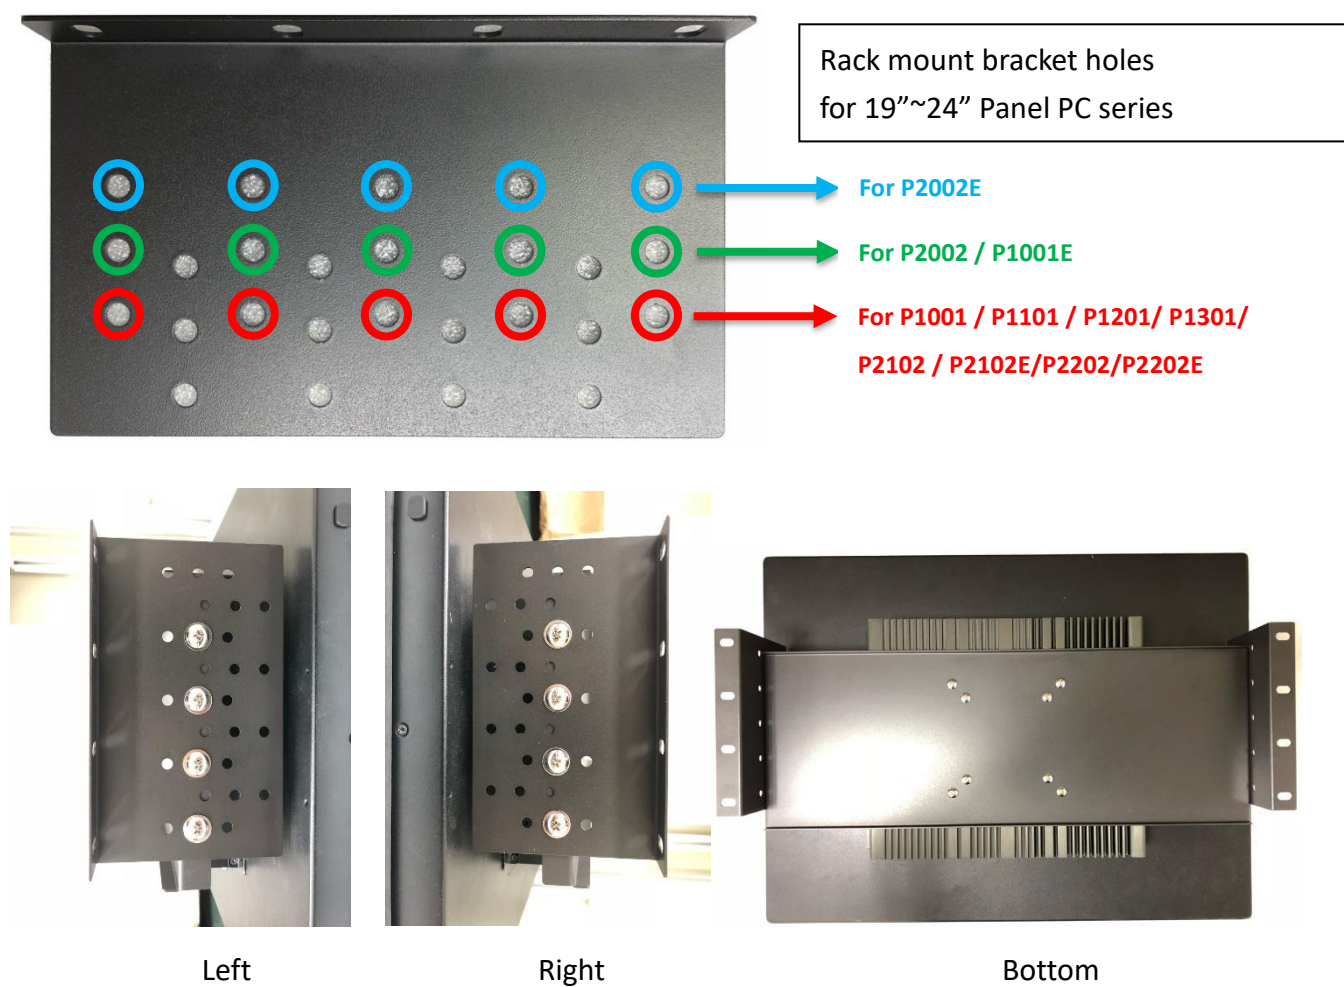 Rack mount bracket holes
for 19”~24” Panel PC series
For P2002E
For P2002 / P1001E
For P1001 / P1101 / P1201/ P1301/
P2102 / P2102E/P2202/P2202E
Left
Right
Bottom